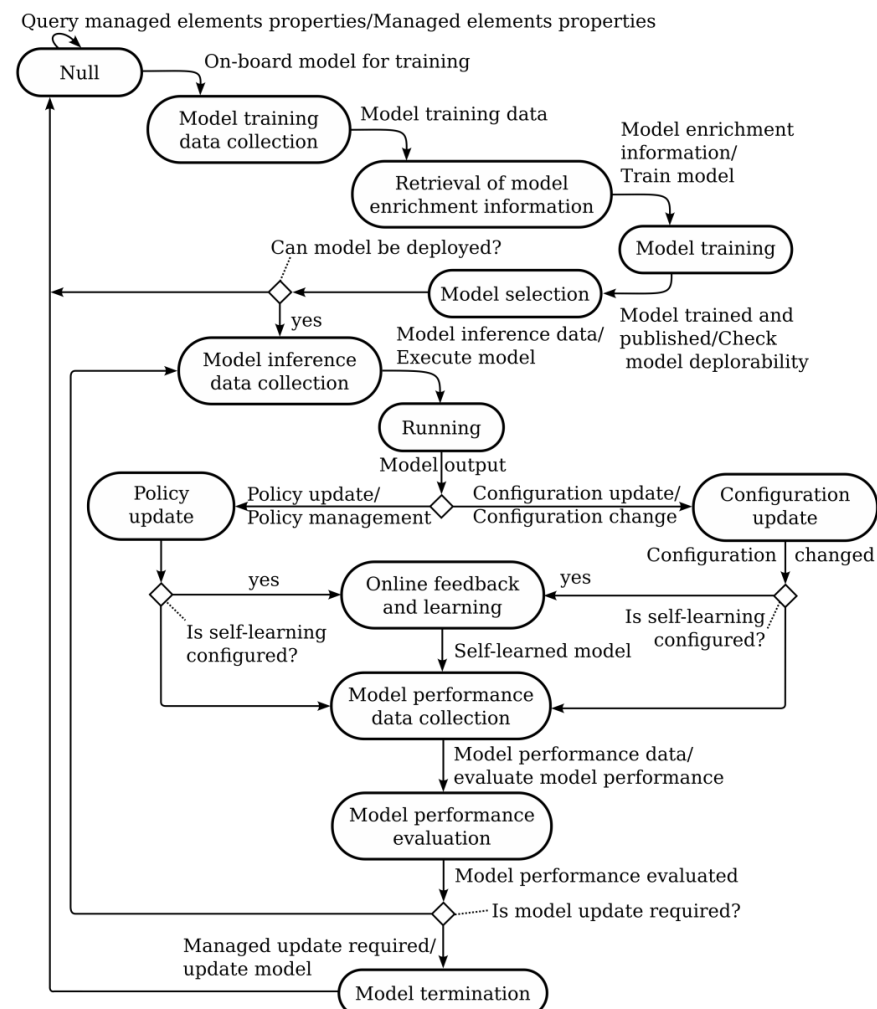 Query managed elements properties/Managed elements properties
Null
On-board model for training
Model training
data collection
Model training data
Retrieval of model
enrichment information
Model enrichment
information/
Train model
Model training
Can model be deployed?
Model selection
Model trained and
published/Check
model deplorability
yes
Model inference
data collection
Model inference data/
Execute model
Running
Model output
Policy
update
Policy update/
Policy management
Configuration update/
Configuration change
Configuration
update
Configuration changed
yes
Online feedback
and learning
yes
Is self-learning
configured?
Is self-learning
configured?
Self-learned model
Model performance
data collection
Model performance data/
evaluate model performance
Model performance
evaluation
Model performance evaluated
Is model update required?
Managed update required/
update model
Model termination